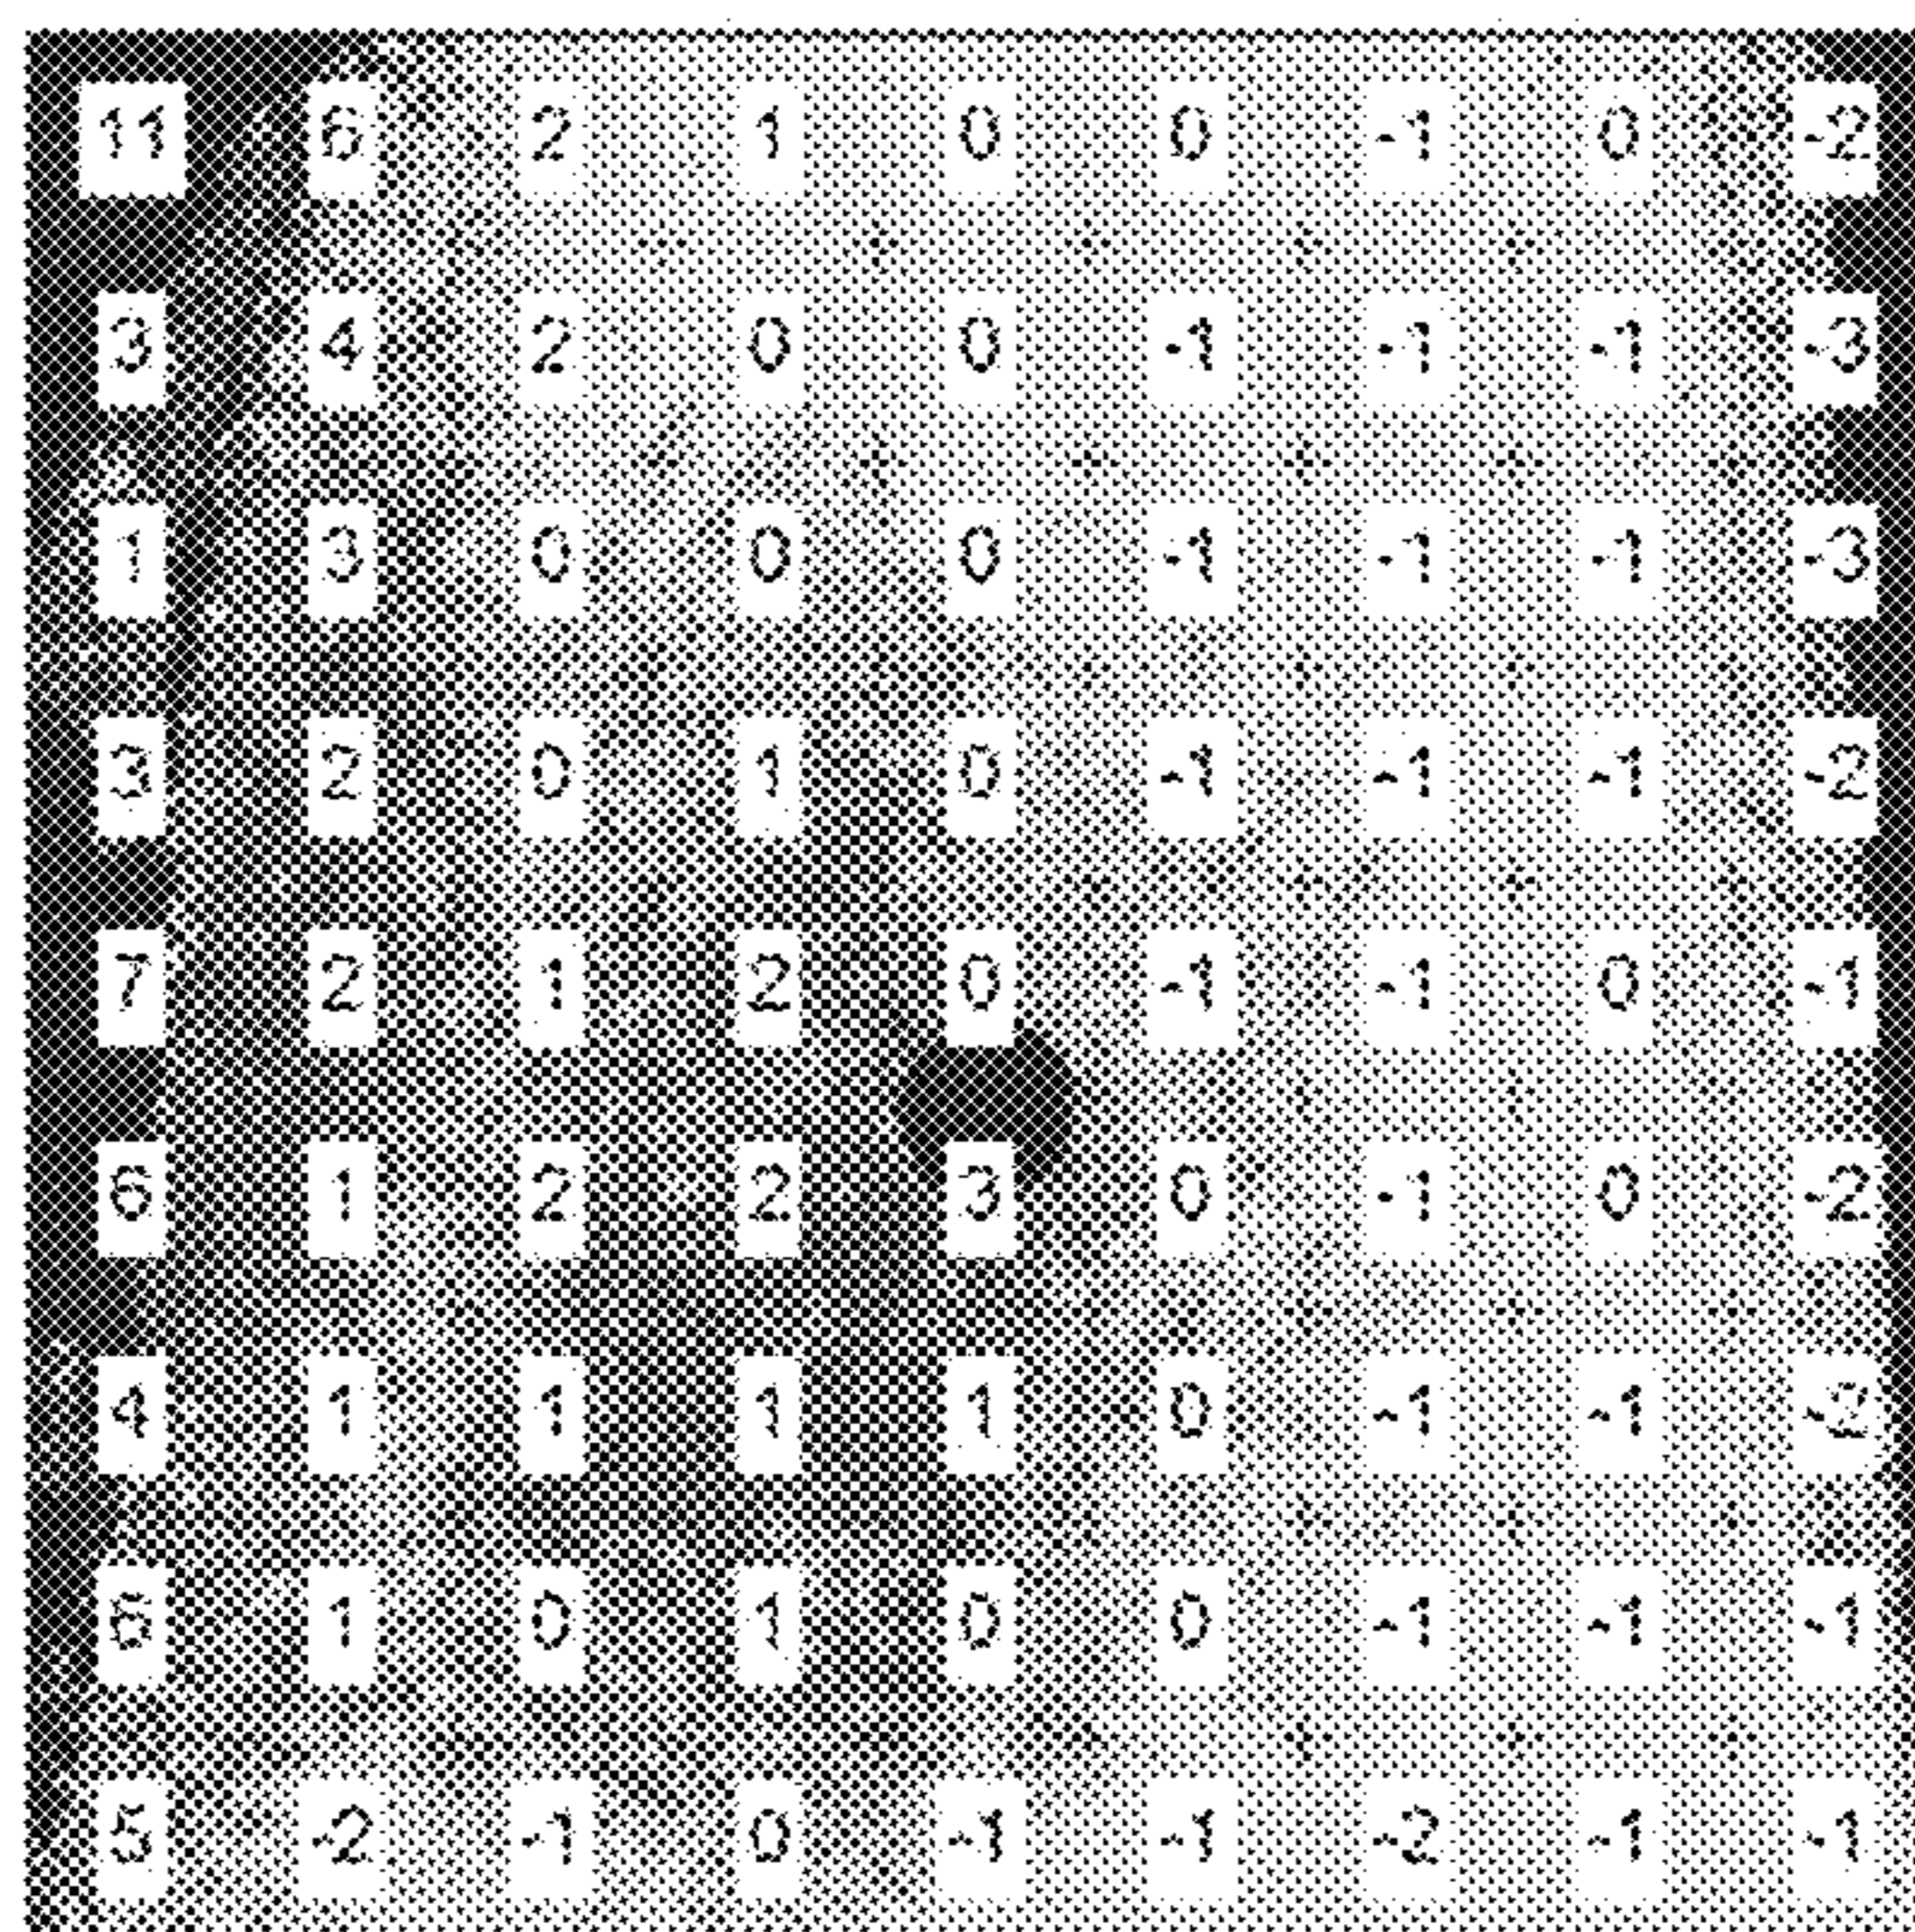 11 6 2 1 0 0 -1 0 -2
3 4 2 0 0 -1 -1 -1 -3
1 3 0 0 0 -1 -1 -1 -3
3 2 0 1 0 -1 -1 -1 -2
7 2 1 2 0 -1 -1 0 -1
6 1 2 2 3 0 -1 0 -2
4 1 1 1 1 0 -1 -1 -2
6 1 0 1 0 0 -1 -1 -1
5 -2 -1 0 -1 -1 -2 -1 -1